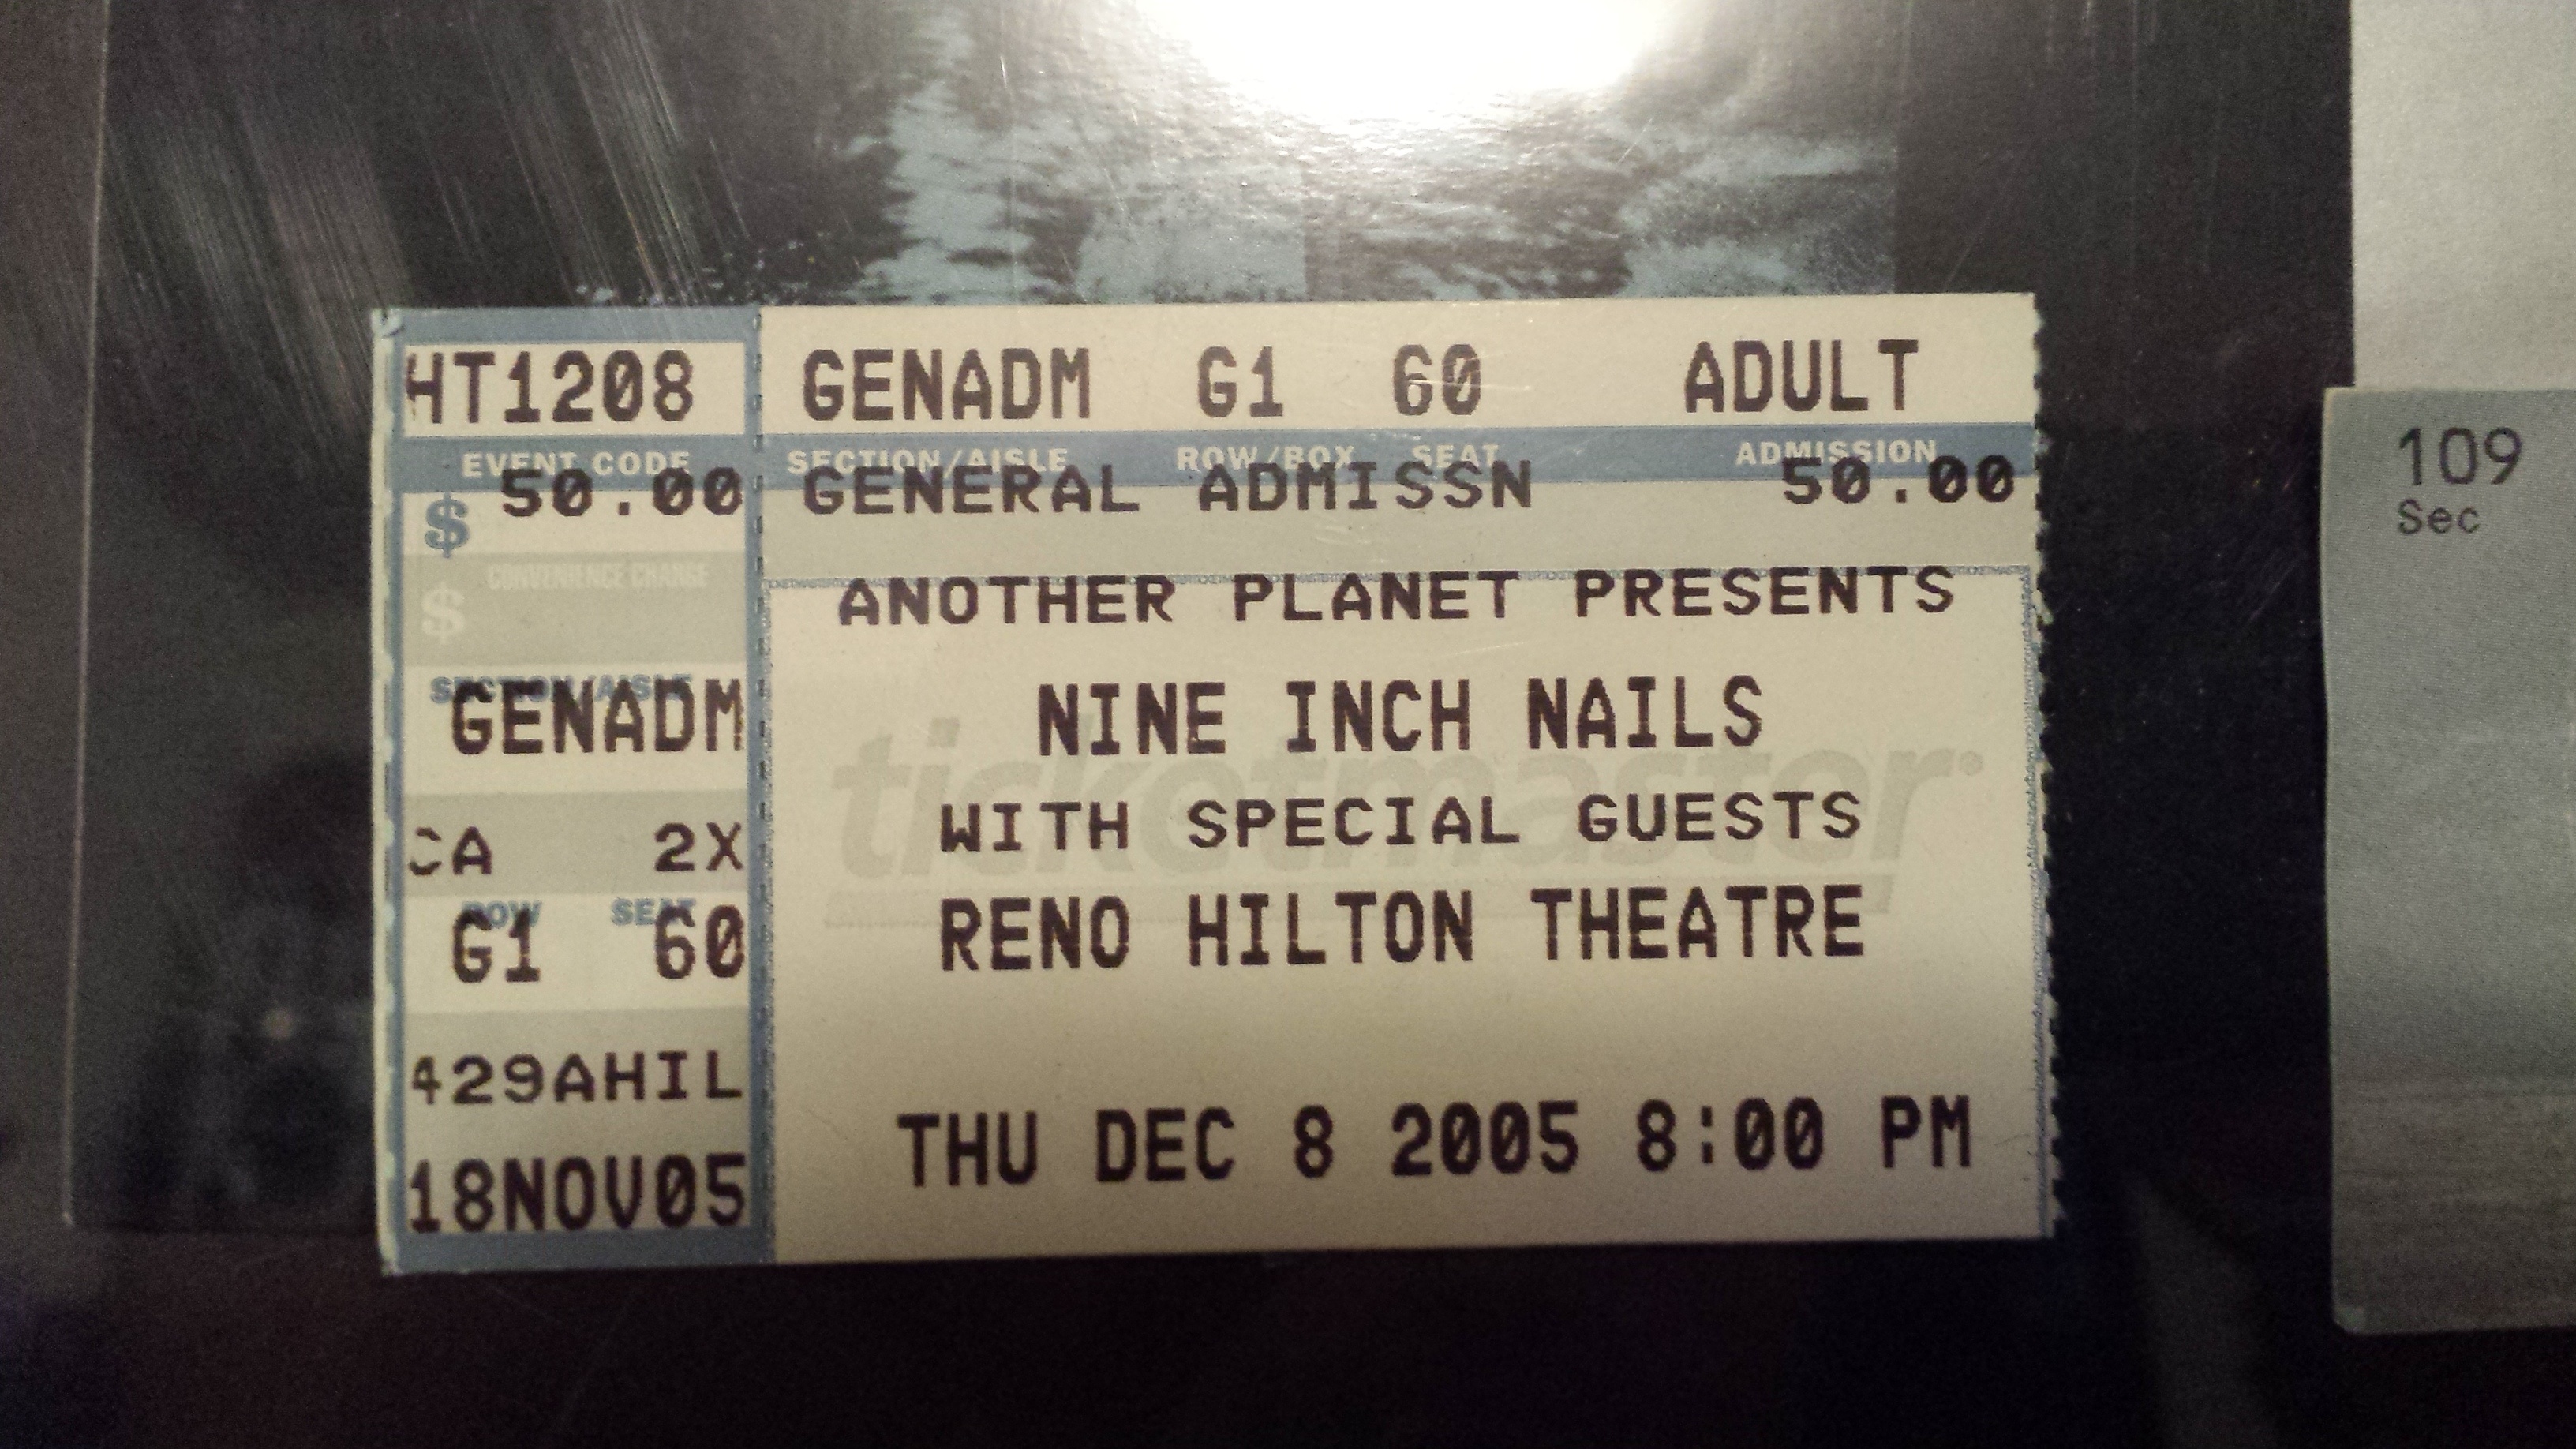 HT1208
EVENT CODE
50.00
$
CONVENIENCE CHARGE
$
SECTION/AISLE
GENADM
CA 2X
ROW SEAT
G1 60
429AHIL
18NOV05
GENADM G1 60 ADULT
SECTION/AISLE ROW/BOX SEAT ADMISSION
GENERAL ADMISSN 50.00
ANOTHER PLANET PRESENTS
NINE INCH NAILS
ticketmaster®
WITH SPECIAL GUESTS
RENO HILTON THEATRE
THU DEC 8 2005 8:00 PM
109
Sec